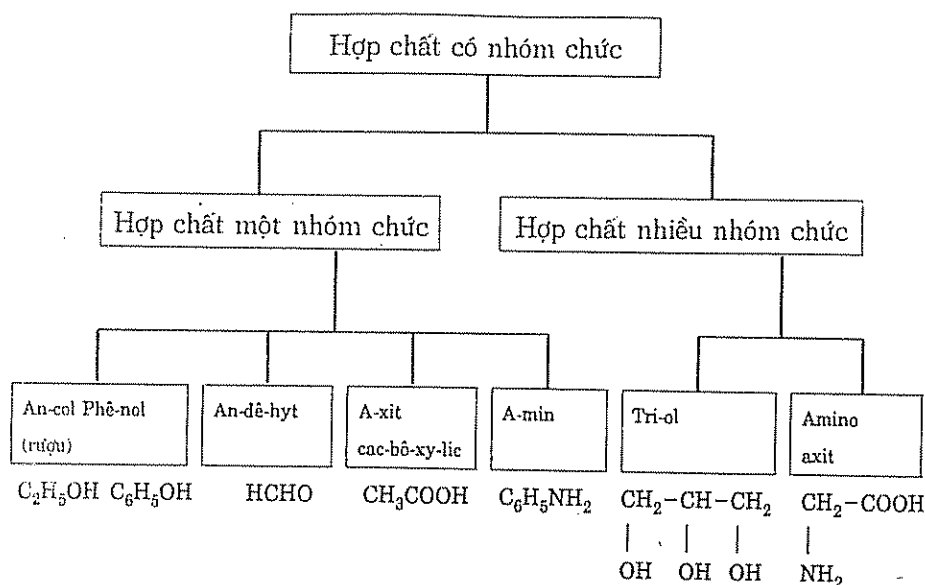 Hợp chất có nhóm chức
Hợp chất một nhóm chức
Hợp chất nhiều nhóm chức
An-col Phê-nol
(rượu)
An-đê-hyt
A-xit
cac-bô-xy-lic
A-min
Tri-ol
Amino
axit
C₂H₅OH C₆H₅OH
HCHO
CH₃COOH
C₆H₅NH₂
CH₂-CH-CH₂
OH OH OH
CH₂-COOH
NH₂